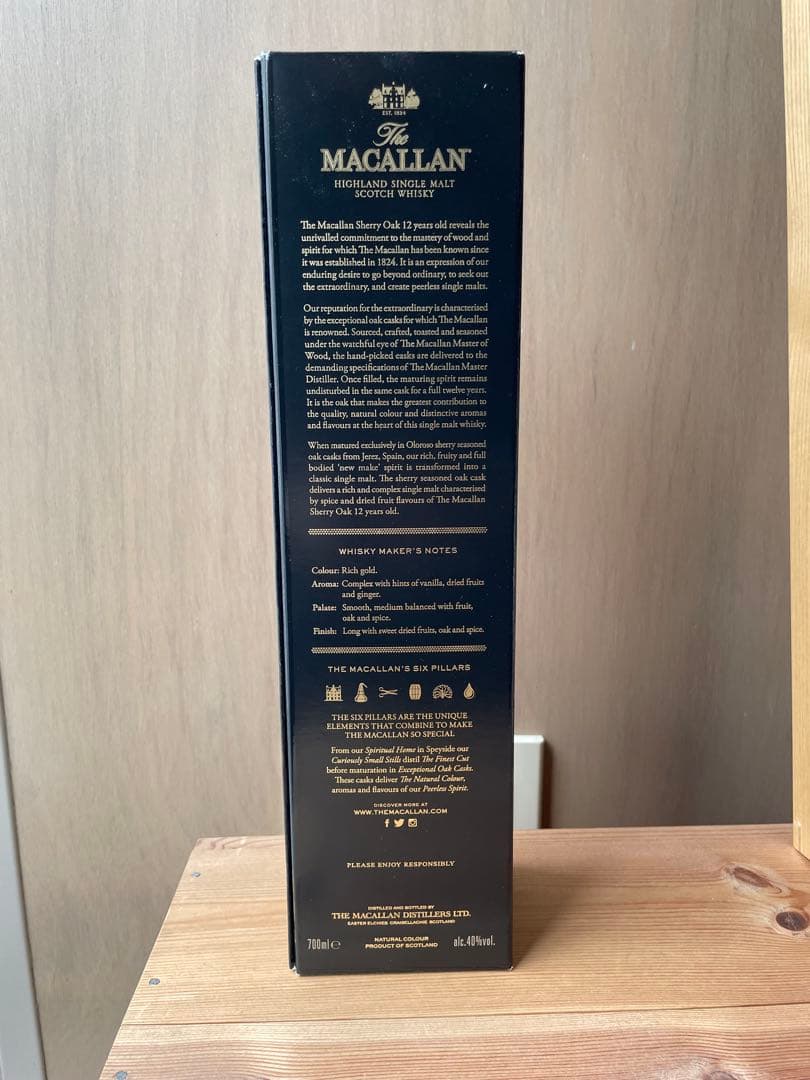 EST. 1824
The
MACALLAN
HIGHLAND SINGLE MALT
SCOTCH WHISKY
The Macallan Sherry Oak 12 years old reveals the
unrivalled commitment to the mastery of wood and
spirit for which The Macallan has been known since
it was established in 1824. It is an expression of our
enduring desire to go beyond ordinary, to seek out
the extraordinary, and create peerless single malts.
Our reputation for the extraordinary is characterised
by the exceptional oak casks for which The Macallan
is renowned. Sourced, crafted, toasted and seasoned
under the watchful eye of The Macallan Master of
Wood, the hand-picked casks are delivered to the
demanding specifications of The Macallan Master
Distiller. Once filled, the maturing spirit remains
undisturbed in the same cask for a full twelve years.
It is the oak that makes the greatest contribution to
the quality, natural colour and distinctive aromas
and flavours at the heart of this single malt whisky.
When matured exclusively in Oloroso sherry seasoned
oak casks from Jerez, Spain, our rich, fruity and full
bodied 'new make' spirit is transformed into a
classic single malt. The sherry seasoned oak cask
delivers a rich and complex single malt characterised
by spice and dried fruit flavours of The Macallan
Sherry Oak 12 years old.
WHISKY MAKER'S NOTES
Colour: Rich gold.
Aroma: Complex with hints of vanilla, dried fruits
and ginger.
Palate: Smooth, medium balanced with fruit,
oak and spice.
Finish: Long with sweet dried fruits, oak and spice.
THE MACALLAN'S SIX PILLARS
THE SIX PILLARS ARE THE UNIQUE
ELEMENTS THAT COMBINE TO MAKE
THE MACALLAN SO SPECIAL
From our Spiritual Home in Speyside our
Curiously Small Stills distil The Finest Cut
before maturation in Exceptional Oak Casks.
These casks deliver The Natural Colour,
aromas and flavours of our Peerless Spirit.
DISCOVER MORE AT
WWW.THEMACALLAN.COM
PLEASE ENJOY RESPONSIBLY
DISTILLED AND BOTTLED BY
THE MACALLAN DISTILLERS LTD.
EASTER ELCHIES CRAIGELLACHIE SCOTLAND
700ml℮ NATURAL COLOUR alc.40%vol.
PRODUCT OF SCOTLAND